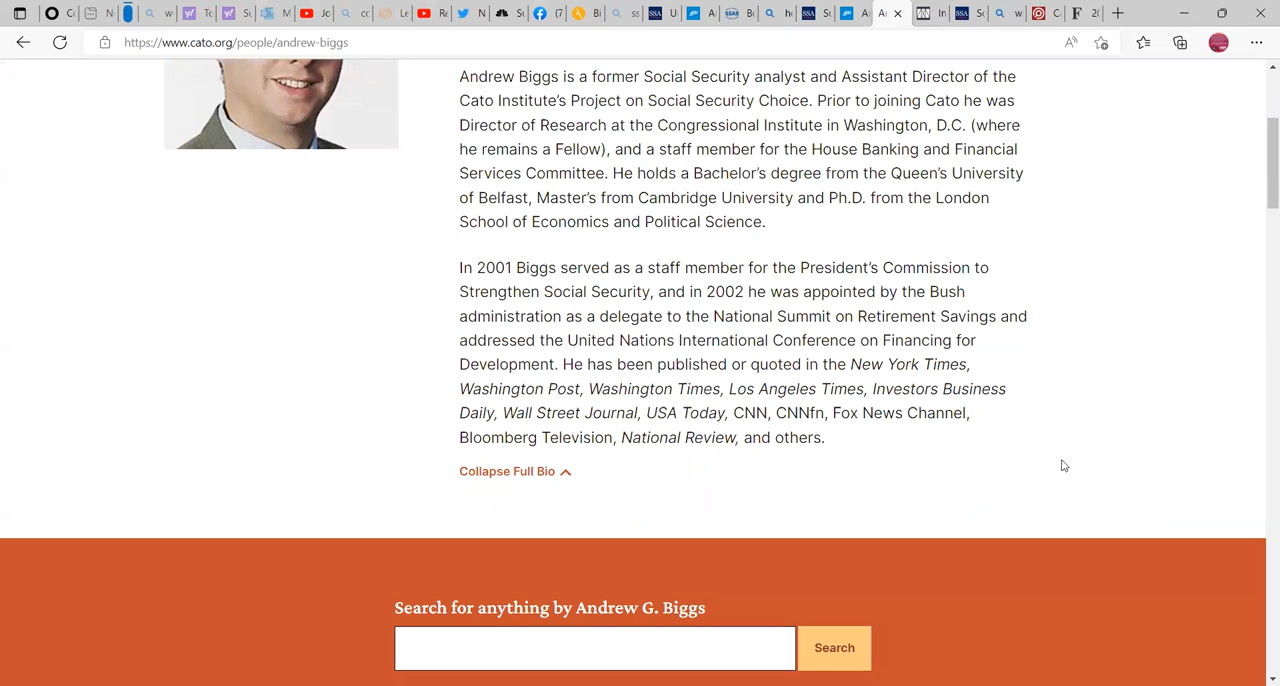 https://www.cato.org/people/andrew-biggs
Andrew Biggs is a former Social Security analyst and Assistant Director of the
Cato Institute's Project on Social Security Choice. Prior to joining Cato he was
Director of Research at the Congressional Institute in Washington, D.C. (where
he remains a Fellow), and a staff member for the House Banking and Financial
Services Committee. He holds a Bachelor's degree from the Queen's University
of Belfast, Master's from Cambridge University and Ph.D. from the London
School of Economics and Political Science.
In 2001 Biggs served as a staff member for the President's Commission to
Strengthen Social Security, and in 2002 he was appointed by the Bush
administration as a delegate to the National Summit on Retirement Savings and
addressed the United Nations International Conference on Financing for
Development. He has been published or quoted in the New York Times,
Washington Post, Washington Times, Los Angeles Times, Investors Business
Daily, Wall Street Journal, USA Today, CNN, CNNfn, Fox News Channel,
Bloomberg Television, National Review, and others.
Collapse Full Bio
Search for anything by Andrew G. Biggs
Search